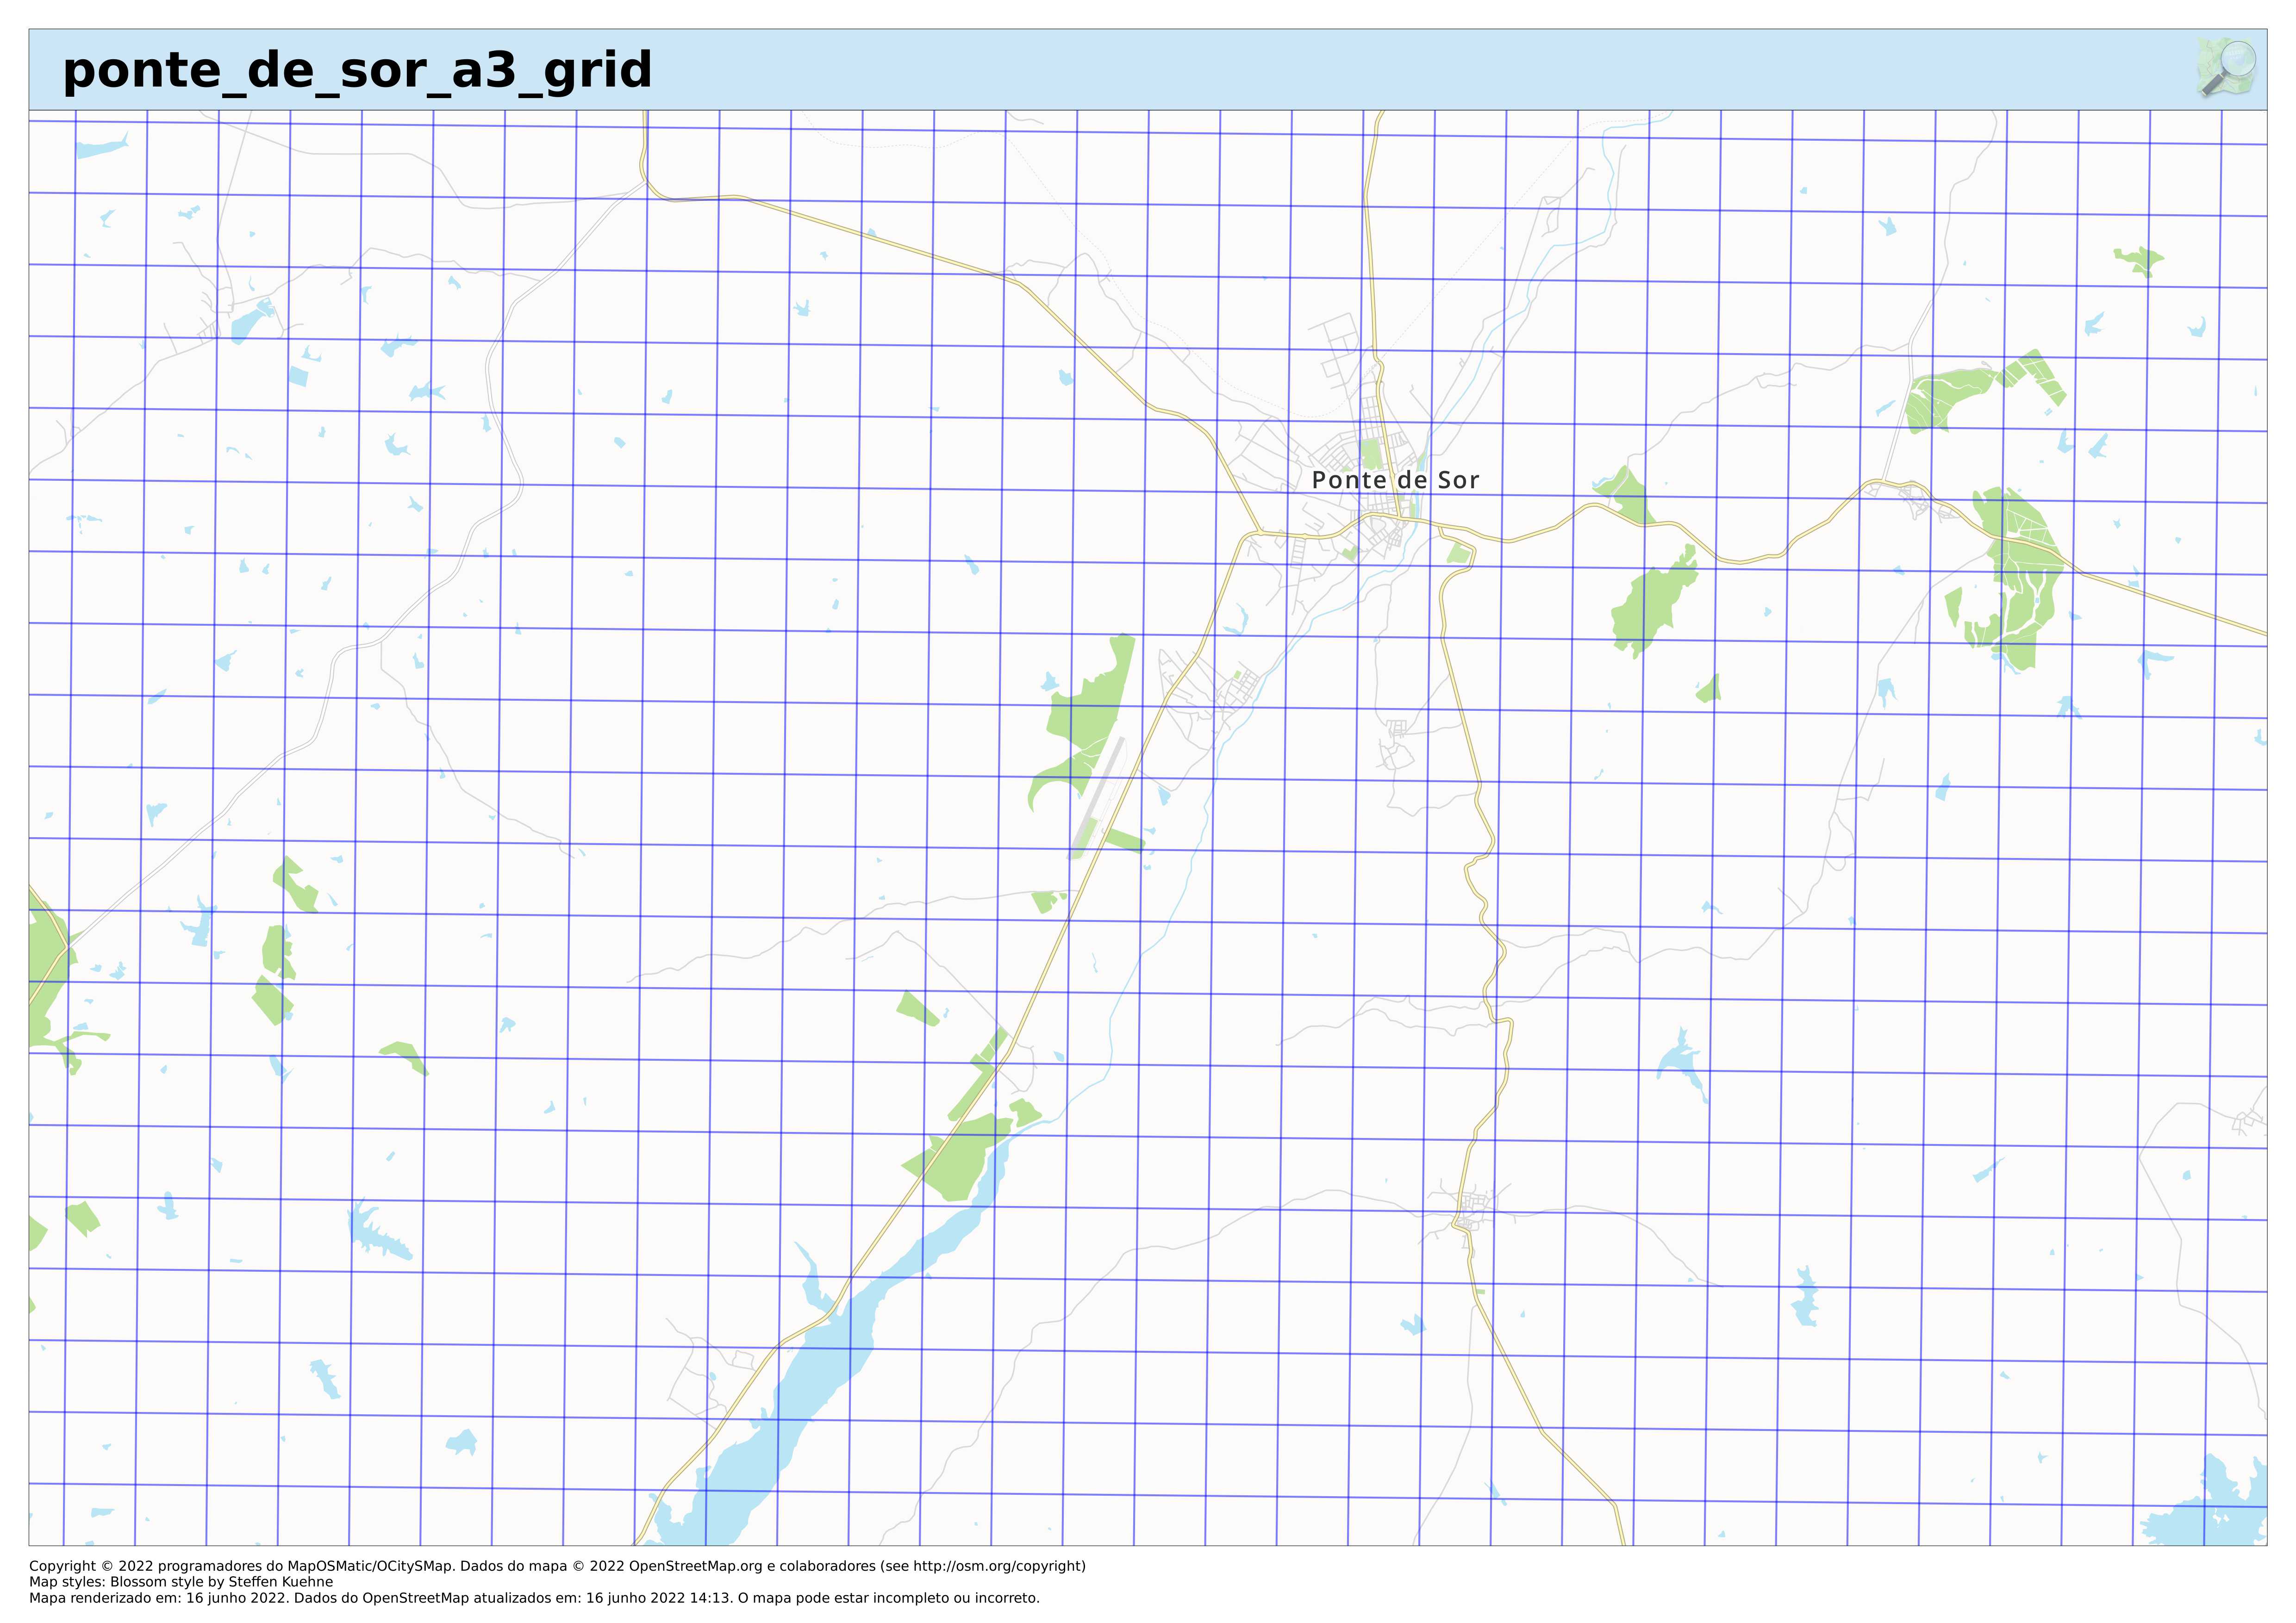 ponte_de_sor_a3_grid
Ponte de Sor
Copyright © 2022 programadores do MapOSMatic/OCitySMap. Dados do mapa © 2022 OpenStreetMap.org e colaboradores (see http://osm.org/copyright)
Map styles: Blossom style by Steffen Kuehne
Mapa renderizado em: 16 junho 2022. Dados do OpenStreetMap atualizados em: 16 junho 2022 14:13. O mapa pode estar incompleto ou incorreto.